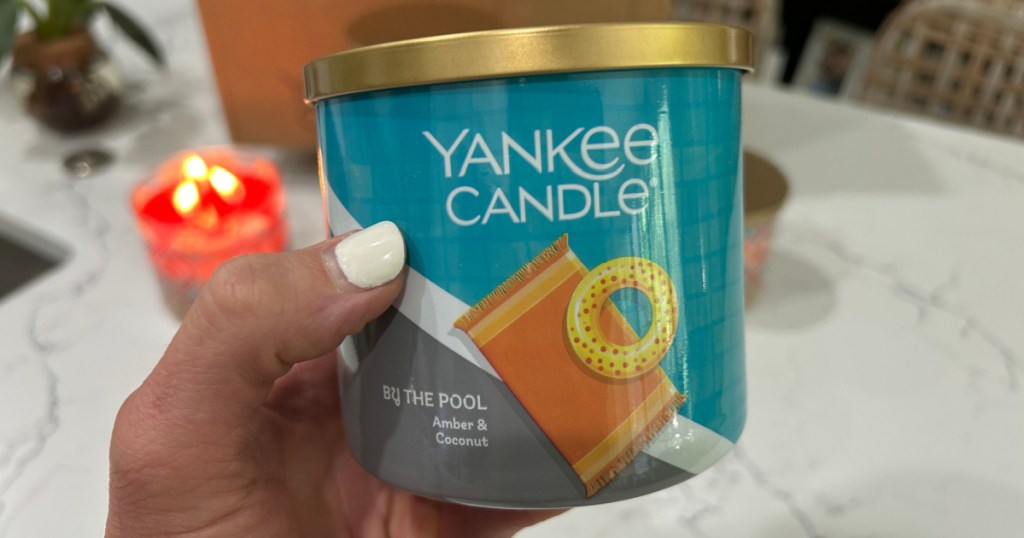 YANKEE
CANDLE
BY THE POOL
Amber &
Coconut